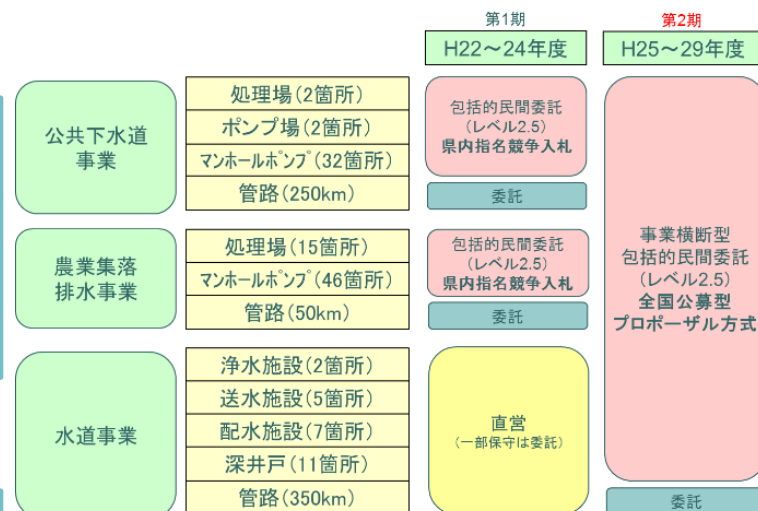 第1期
第2期
H22～24年度
H25～29年度
公共下水道
事業
処理場(2箇所)
ポンプ場(2箇所)
マンホールポンプ(32箇所)
管路(250km)
包括的民間委託
(レベル2.5)
県内指名競争入札
委託
農業集落
排水事業
処理場(15箇所)
マンホールポンプ(46箇所)
管路(50km)
包括的民間委託
(レベル2.5)
県内指名競争入札
委託
事業横断型
包括的民間委託
(レベル2.5)
全国公募型
プロポーザル方式
水道事業
浄水施設(2箇所)
送水施設(5箇所)
配水施設(7箇所)
深井戸(11箇所)
管路(350km)
直営
(一部保守は委託)
委託